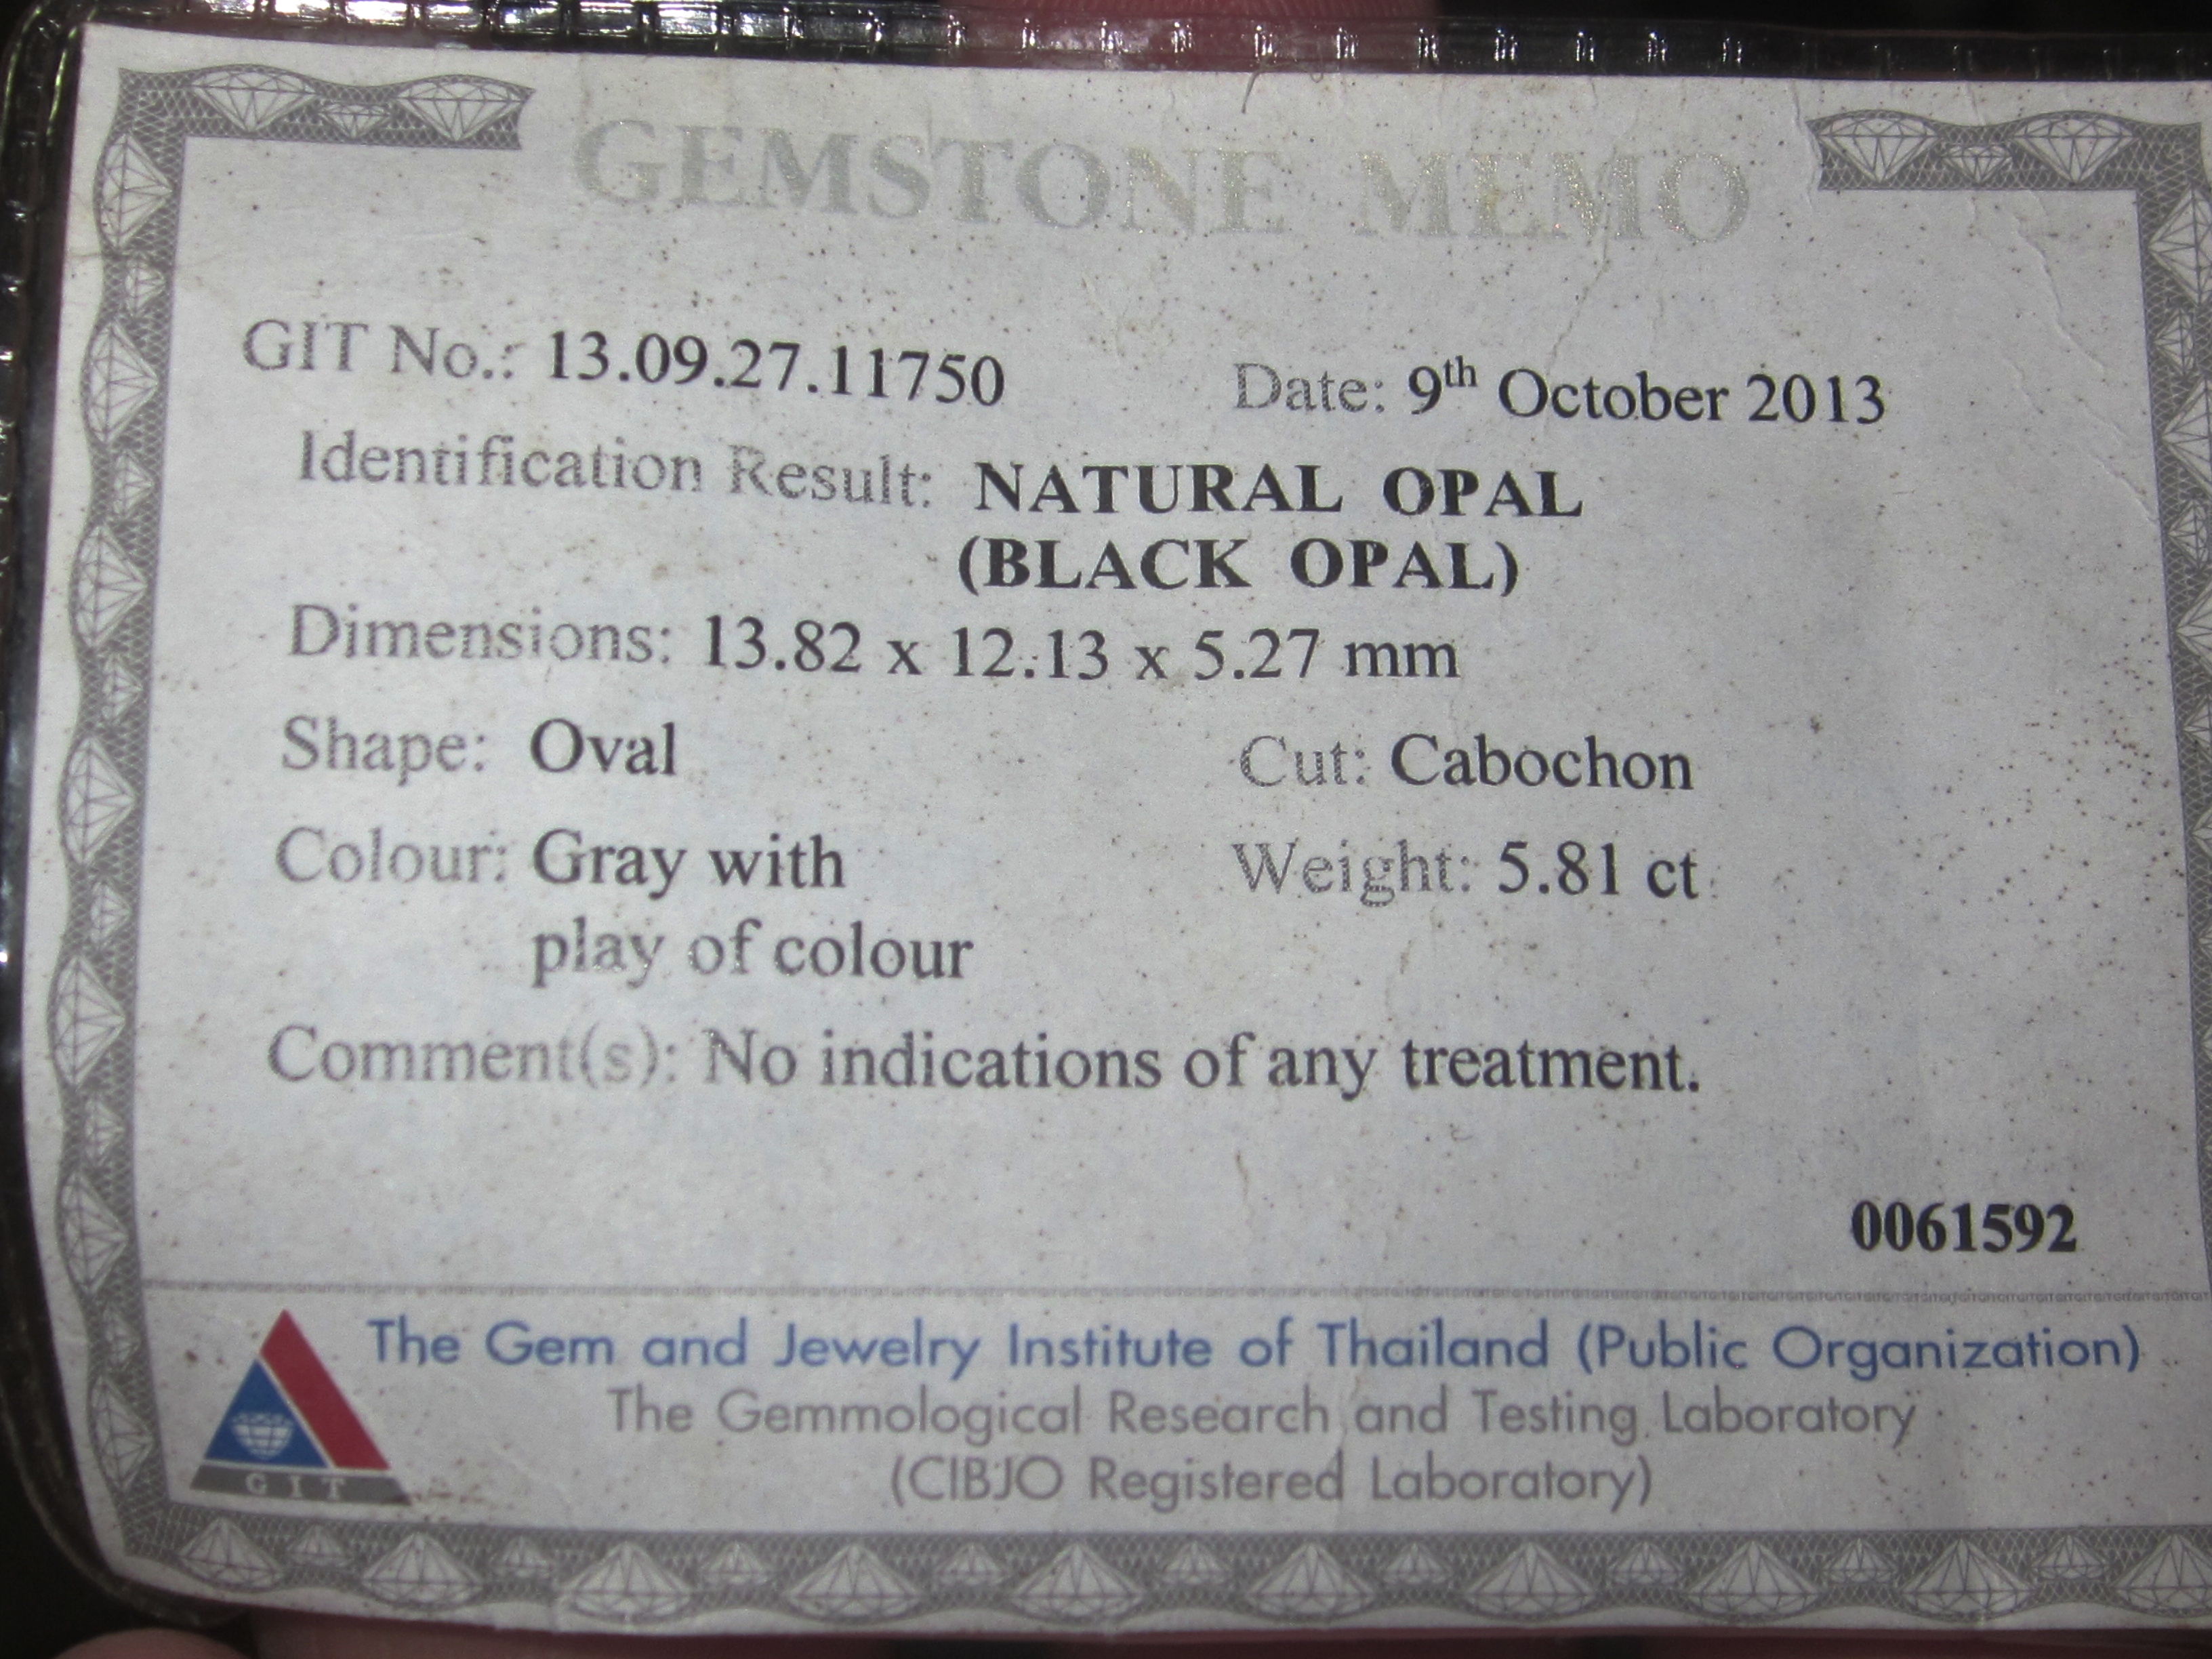 GEMSTONE MEMO
GIT No.: 13.09.27.11750 Date: 9th October 2013
Identification Result: NATURAL OPAL
(BLACK OPAL)
Dimensions: 13.82 x 12.13 x 5.27 mm
Shape: Oval Cut: Cabochon
Colour: Gray with Weight: 5.81 ct
play of colour
Comment(s): No indications of any treatment.
0061592
The Gem and Jewelry Institute of Thailand (Public Organization)
The Gemmological Research and Testing Laboratory
(CIBJO Registered Laboratory)
GIT